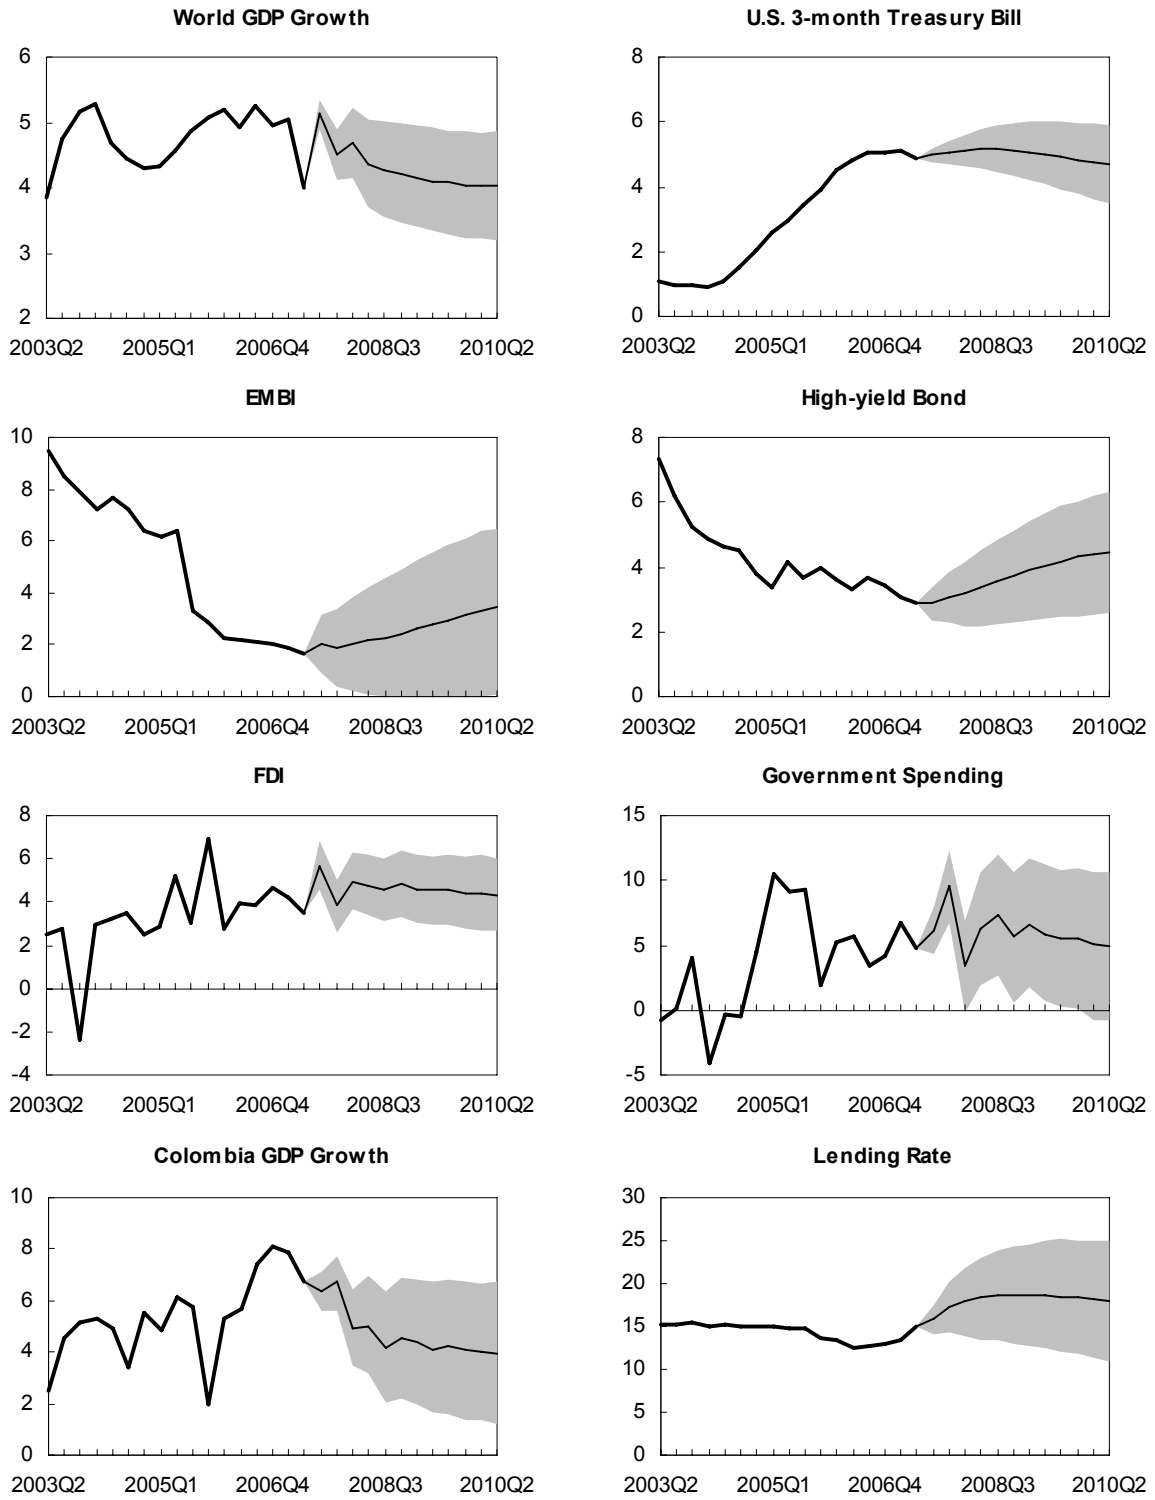 World GDP Growth
6
5
4
3
2
2003Q2 2005Q1 2006Q4 2008Q3 2010Q2
U.S. 3-month Treasury Bill
8
6
4
2
0
2003Q2 2005Q1 2006Q4 2008Q3 2010Q2
EMBI
10
8
6
4
2
0
2003Q2 2005Q1 2006Q4 2008Q3 2010Q2
High-yield Bond
8
6
4
2
0
2003Q2 2005Q1 2006Q4 2008Q3 2010Q2
FDI
8
6
4
2
0
-2
-4
2003Q2 2005Q1 2006Q4 2008Q3 2010Q2
Government Spending
15
10
5
0
-5
2003Q2 2005Q1 2006Q4 2008Q3 2010Q2
Colombia GDP Growth
10
8
6
4
2
0
2003Q2 2005Q1 2006Q4 2008Q3 2010Q2
Lending Rate
30
25
20
15
10
5
0
2003Q2 2005Q1 2006Q4 2008Q3 2010Q2